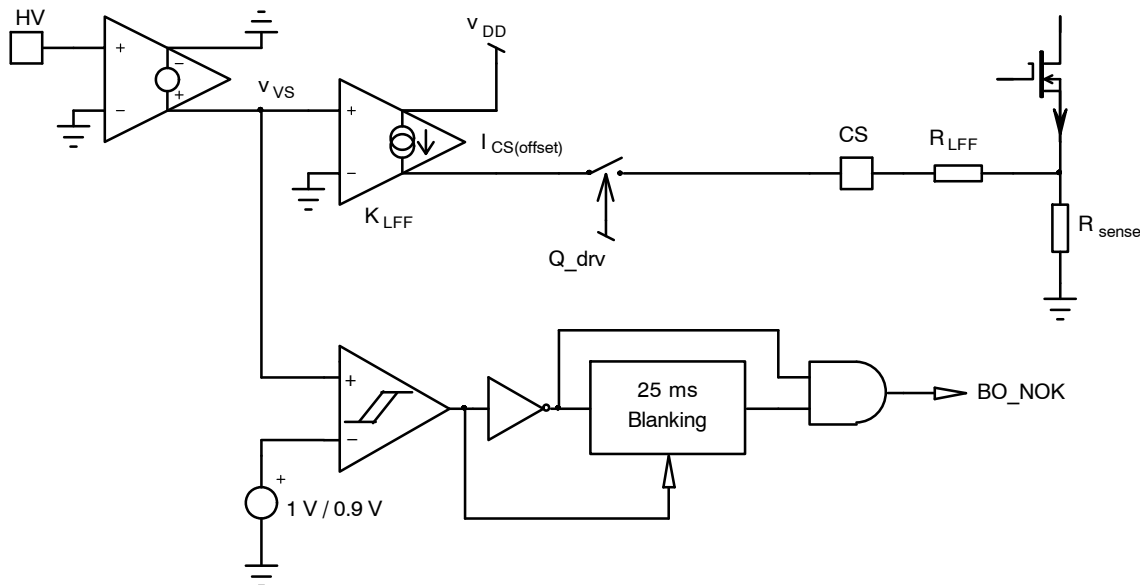 HV
+
−
−
+
v VS
v DD
+
−
I CS(offset)
K LFF
Q_drv
CS
R LFF
R sense
+
−
+
1 V / 0.9 V
25 ms
Blanking
BO_NOK